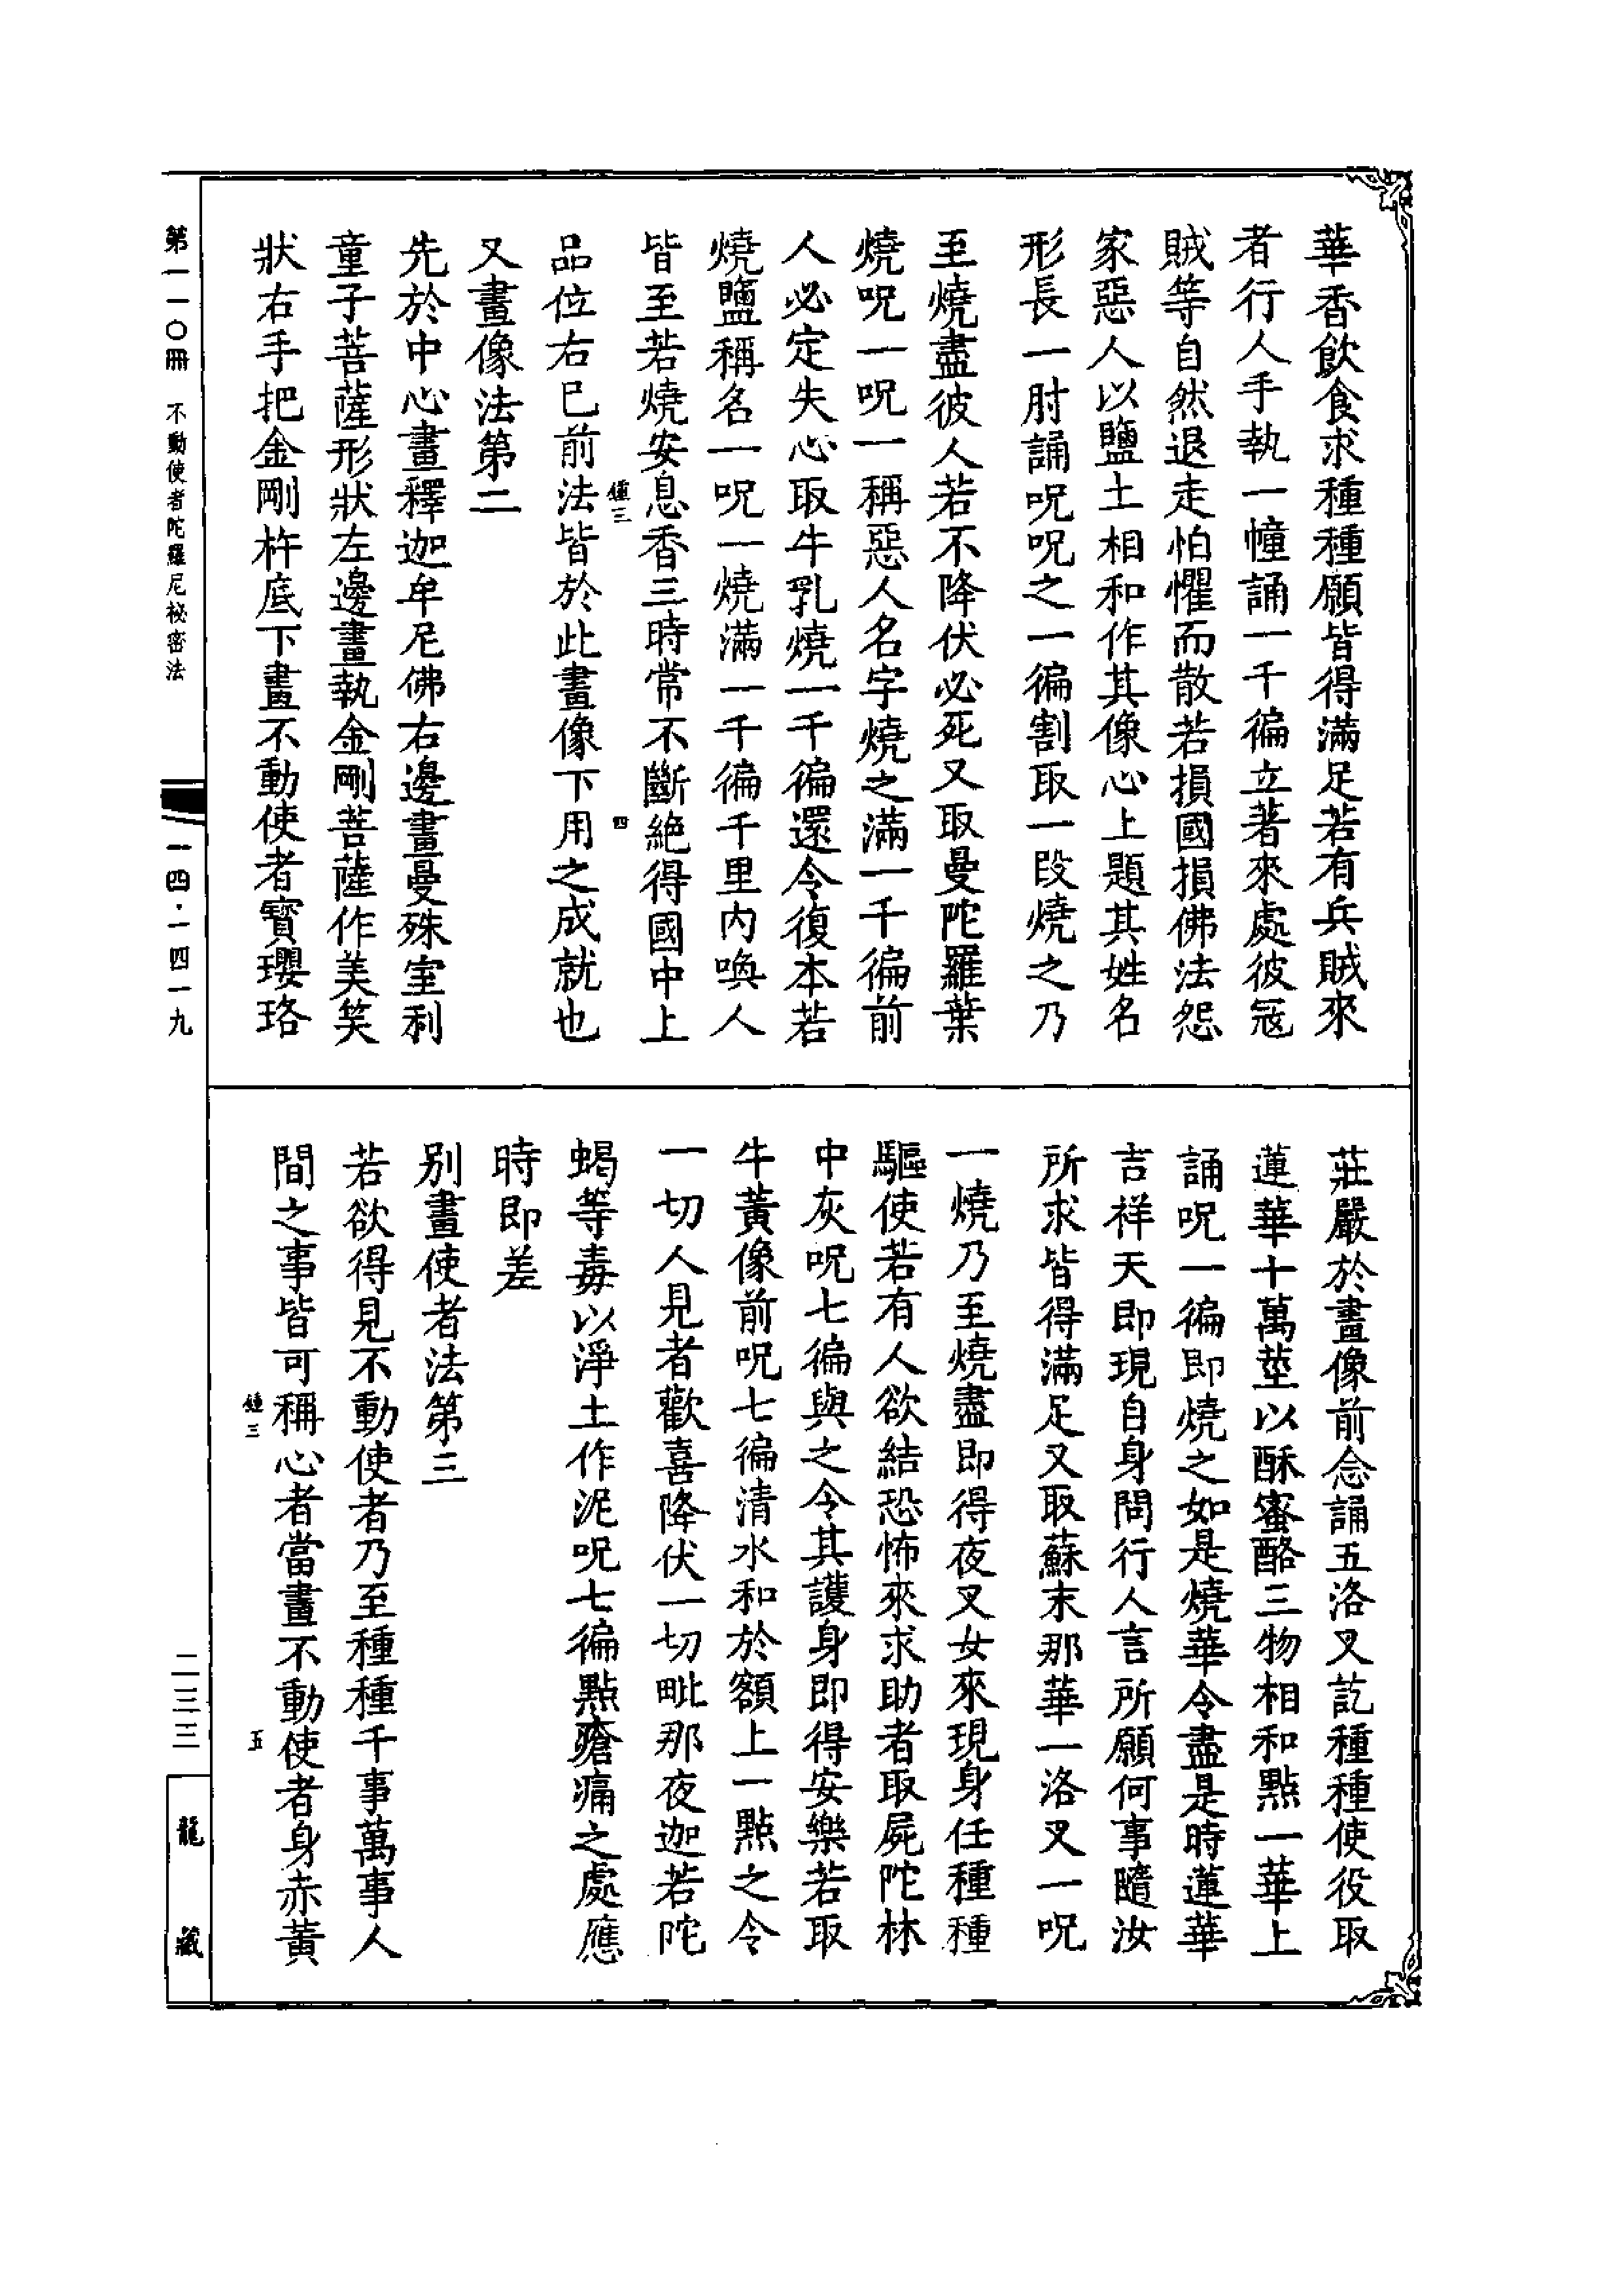 華香飲食求種種願皆得滿足若有兵賊來
者行人手執一幢誦一千徧立著來處彼冦
賊等自然退走怕懼而散若損國損佛法怨
家惡人以鹽土相和作其像心上題其姓名
形長一肘誦呪呪之一徧割取一段燒之乃
至燒盡彼人若不降伏必死又取曼陀羅葉
燒呪一呪一稱惡人名字燒之滿一千徧前
人必定失心取牛乳燒一千徧還令復本若
燒鹽稱名一呪一燒滿一千徧千里內喚人
皆至若燒安息香三時常不斷絕得國中上
鍾三
四
品位右已前法皆於此畫像下用之成就也
又畫像法第二
先於中心畫釋迦牟尼佛右邊畫曼殊室利
童子菩薩形狀左邊畫執金剛菩薩作美笑
狀右手把金剛杵底下畫不動使者寳瓔珞
莊嚴於畫像前念誦五洛叉訖種種使役取
蓮華十萬莖以酥蜜酪三物相和點一華上
誦呪一徧即燒之如是燒華令盡是時蓮華
吉祥天即現自身問行人言所願何事隨汝
所求皆得滿足又取蘇末那華一洛叉一呪
一燒乃至燒盡即得夜叉女來現身任種種
驅使若有人欲結恐怖來求助者取屍陀林
中灰呪七徧與之令其護身即得安樂若取
牛黃像前呪七徧清水和於額上一點之令
一切人見者歡喜降伏一切毗那夜迦若陀
蝎等毒以淨土作泥呪七徧點瘡痛之處應
時即差
別畫使者法第三
若欲得見不動使者乃至種種千事萬事人
間之事皆可稱心者當畫不動使者身赤黃
鍾三
五
第一一〇冊 不動使者陀羅尼祕密法
一四·一四一九
二三三
龍藏